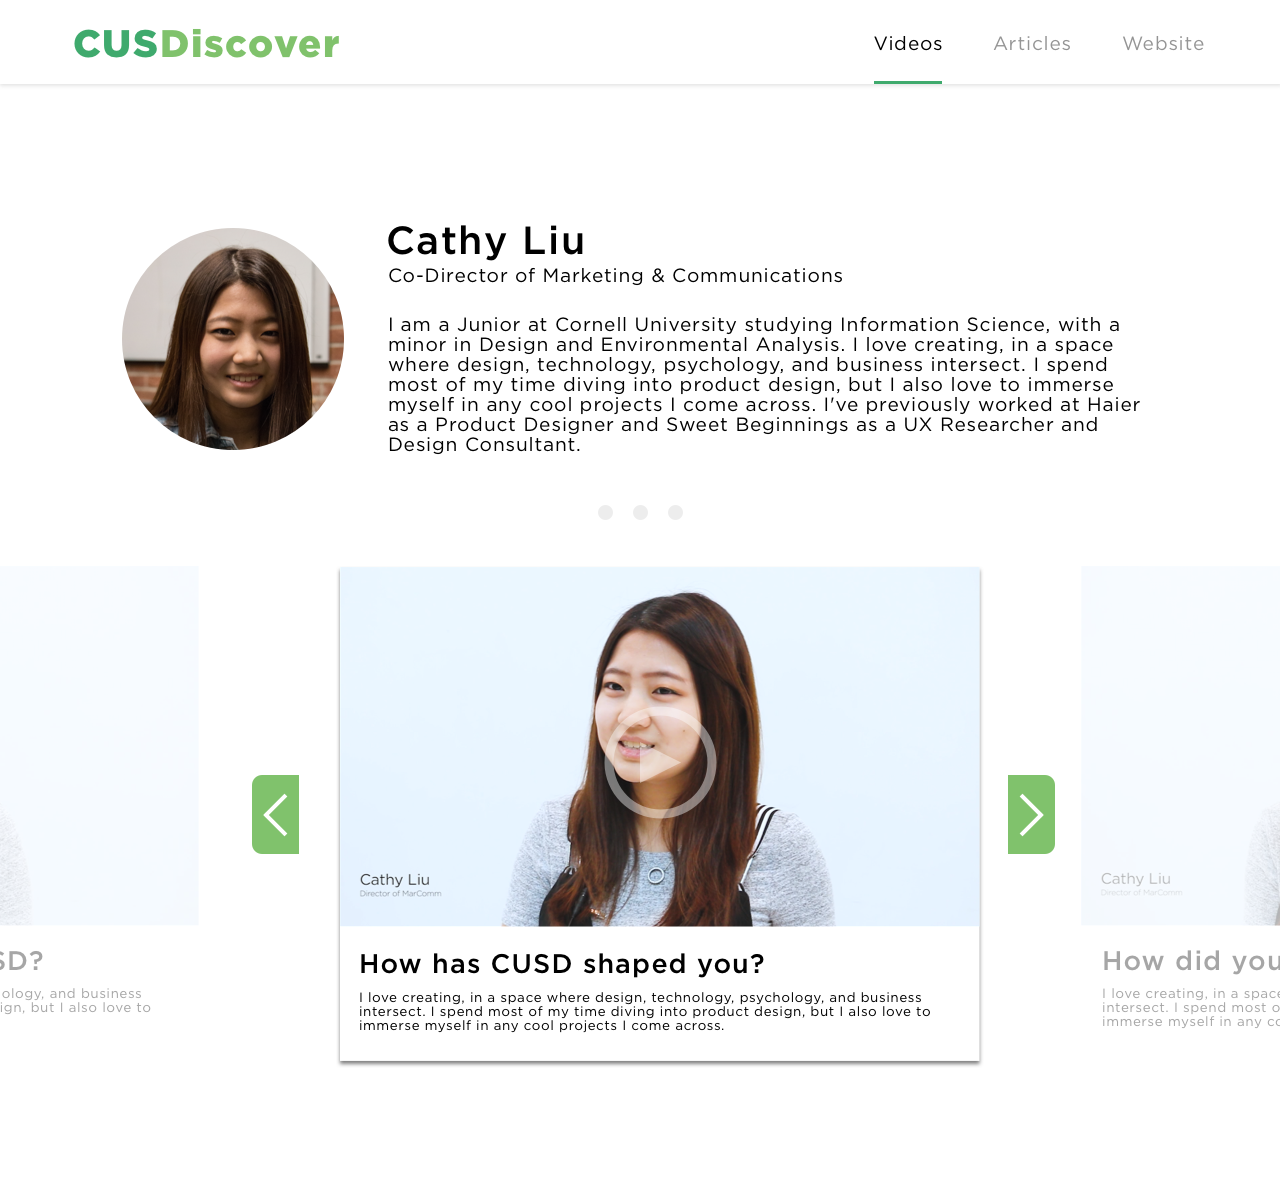 CUSDiscover
Videos
Articles
Website
Cathy Liu
Co-Director of Marketing & Communications
I am a Junior at Cornell University studying Information Science, with a
minor in Design and Environmental Analysis. I love creating, in a space
where design, technology, psychology, and business intersect. I spend
most of my time diving into product design, but I also love to immerse
myself in any cool projects I come across. I've previously worked at Haier
as a Product Designer and Sweet Beginnings as a UX Researcher and
Design Consultant.
SD?
ology, and business
ign, but I also love to
Cathy Liu
Director of MarComm
How has CUSD shaped you?
I love creating, in a space where design, technology, psychology, and business
intersect. I spend most of my time diving into product design, but I also love to
immerse myself in any cool projects I come across.
Cathy Liu
Director of MarComm
How did you
I love creating, in a space
intersect. I spend most o
immerse myself in any co